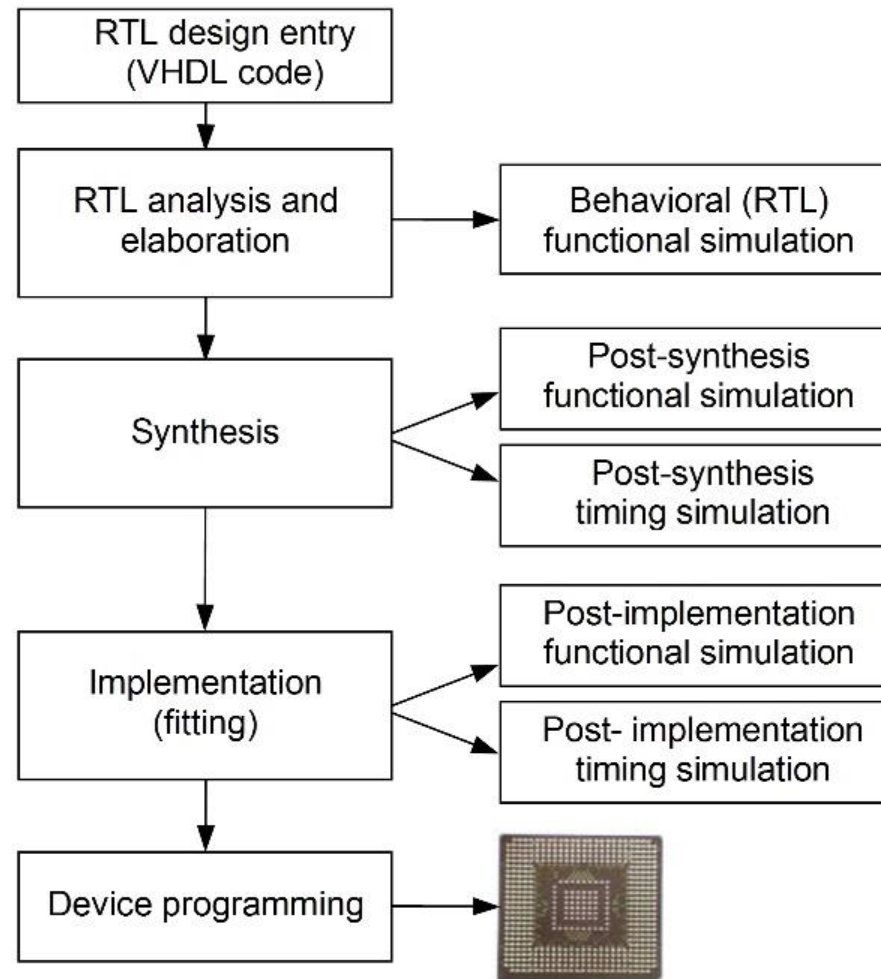 RTL design entry
(VHDL code)
RTL analysis and
elaboration
Behavioral (RTL)
functional simulation
Synthesis
Post-synthesis
functional simulation
Post-synthesis
timing simulation
Implementation
(fitting)
Post-implementation
functional simulation
Post- implementation
timing simulation
Device programming